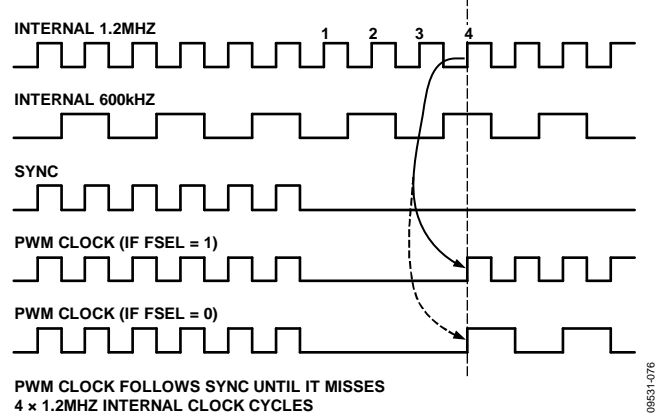 INTERNAL 1.2MHZ
1 2 3 4
INTERNAL 600kHZ
SYNC
PWM CLOCK (IF FSEL = 1)
PWM CLOCK (IF FSEL = 0)
PWM CLOCK FOLLOWS SYNC UNTIL IT MISSES
4 × 1.2MHZ INTERNAL CLOCK CYCLES
09531-076